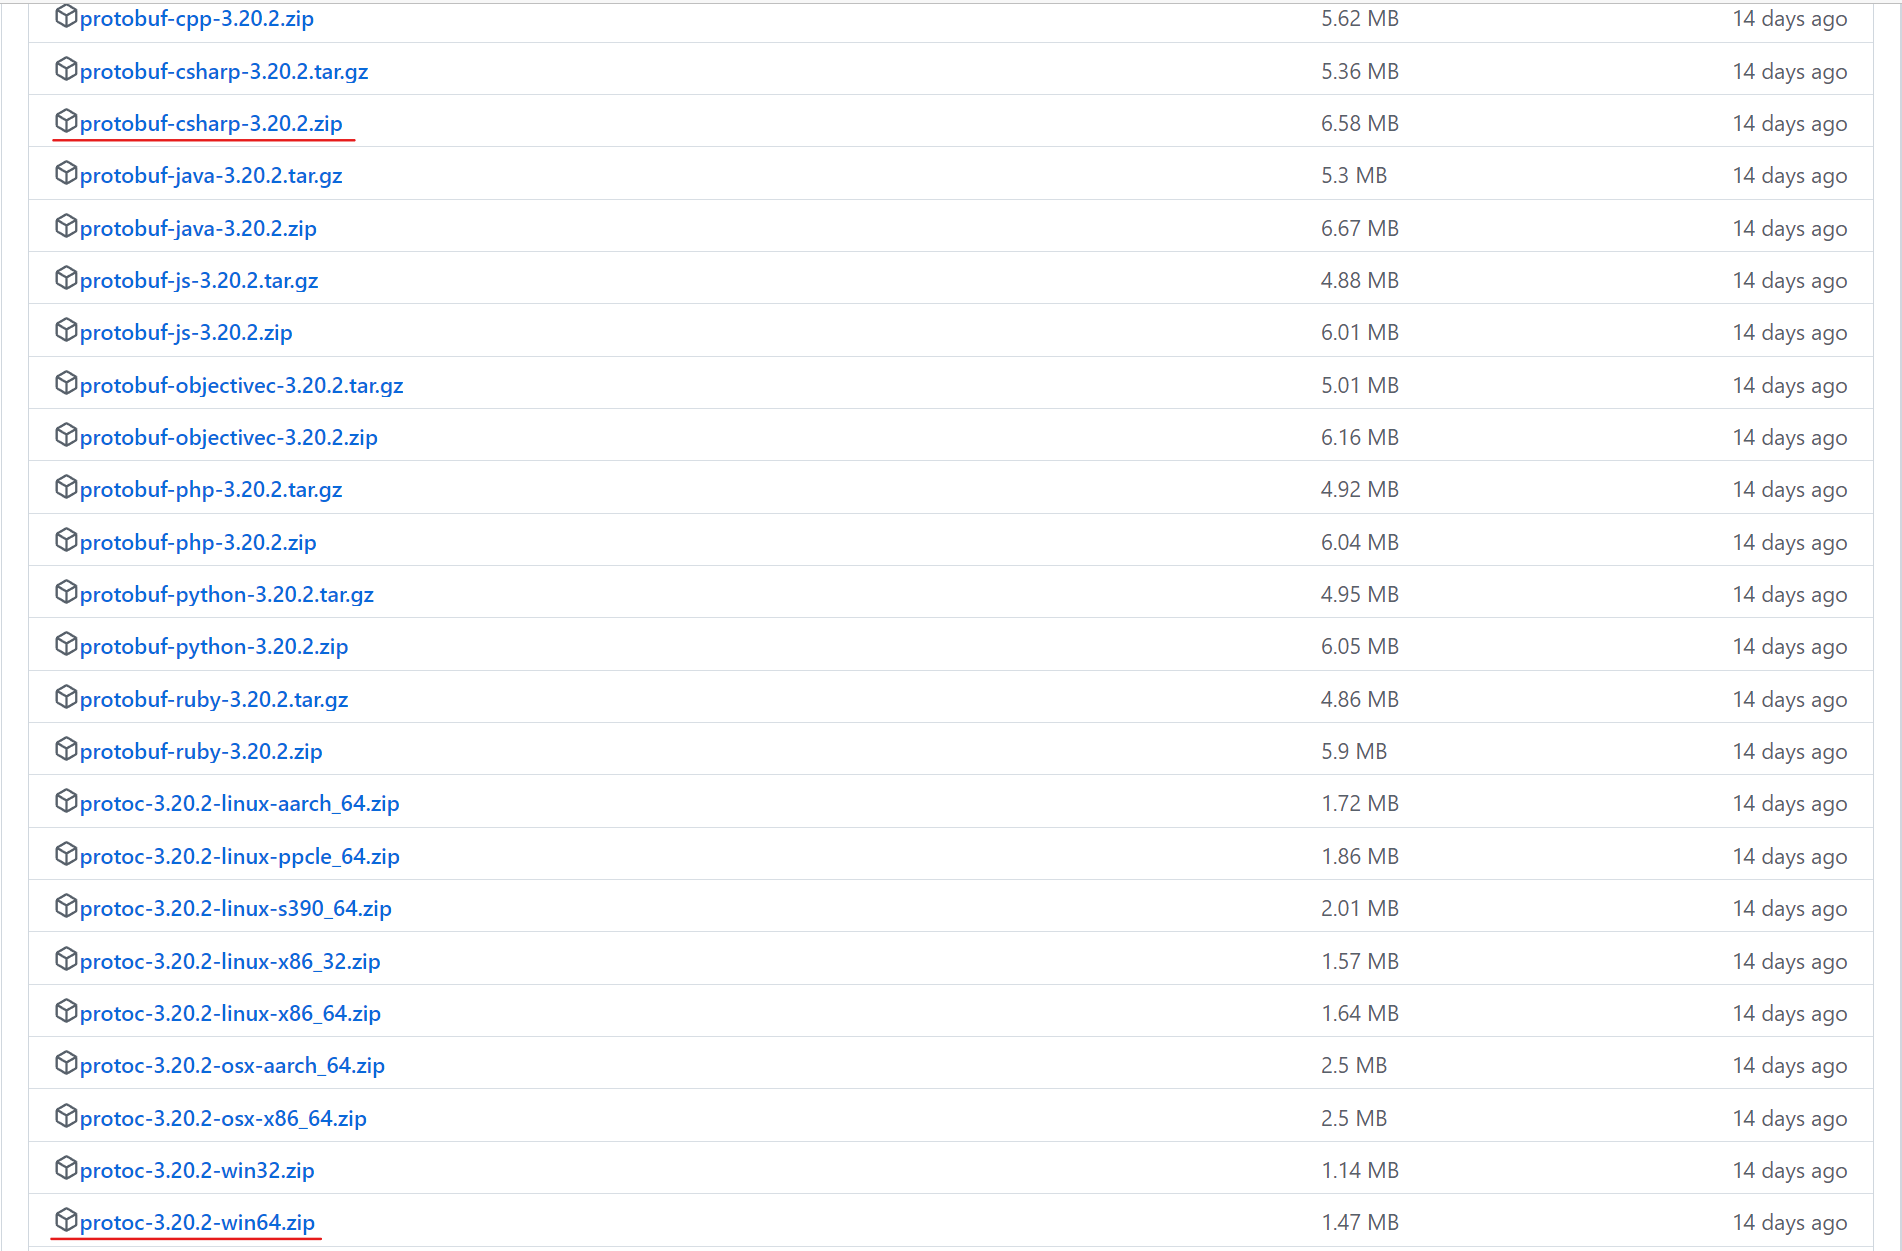 protobuf-cpp-3.20.2.zip 5.62 MB 14 days ago
protobuf-csharp-3.20.2.tar.gz 5.36 MB 14 days ago
protobuf-csharp-3.20.2.zip 6.58 MB 14 days ago
protobuf-java-3.20.2.tar.gz 5.3 MB 14 days ago
protobuf-java-3.20.2.zip 6.67 MB 14 days ago
protobuf-js-3.20.2.tar.gz 4.88 MB 14 days ago
protobuf-js-3.20.2.zip 6.01 MB 14 days ago
protobuf-objectivec-3.20.2.tar.gz 5.01 MB 14 days ago
protobuf-objectivec-3.20.2.zip 6.16 MB 14 days ago
protobuf-php-3.20.2.tar.gz 4.92 MB 14 days ago
protobuf-php-3.20.2.zip 6.04 MB 14 days ago
protobuf-python-3.20.2.tar.gz 4.95 MB 14 days ago
protobuf-python-3.20.2.zip 6.05 MB 14 days ago
protobuf-ruby-3.20.2.tar.gz 4.86 MB 14 days ago
protobuf-ruby-3.20.2.zip 5.9 MB 14 days ago
protoc-3.20.2-linux-aarch_64.zip 1.72 MB 14 days ago
protoc-3.20.2-linux-ppcle_64.zip 1.86 MB 14 days ago
protoc-3.20.2-linux-s390_64.zip 2.01 MB 14 days ago
protoc-3.20.2-linux-x86_32.zip 1.57 MB 14 days ago
protoc-3.20.2-linux-x86_64.zip 1.64 MB 14 days ago
protoc-3.20.2-osx-aarch_64.zip 2.5 MB 14 days ago
protoc-3.20.2-osx-x86_64.zip 2.5 MB 14 days ago
protoc-3.20.2-win32.zip 1.14 MB 14 days ago
protoc-3.20.2-win64.zip 1.47 MB 14 days ago